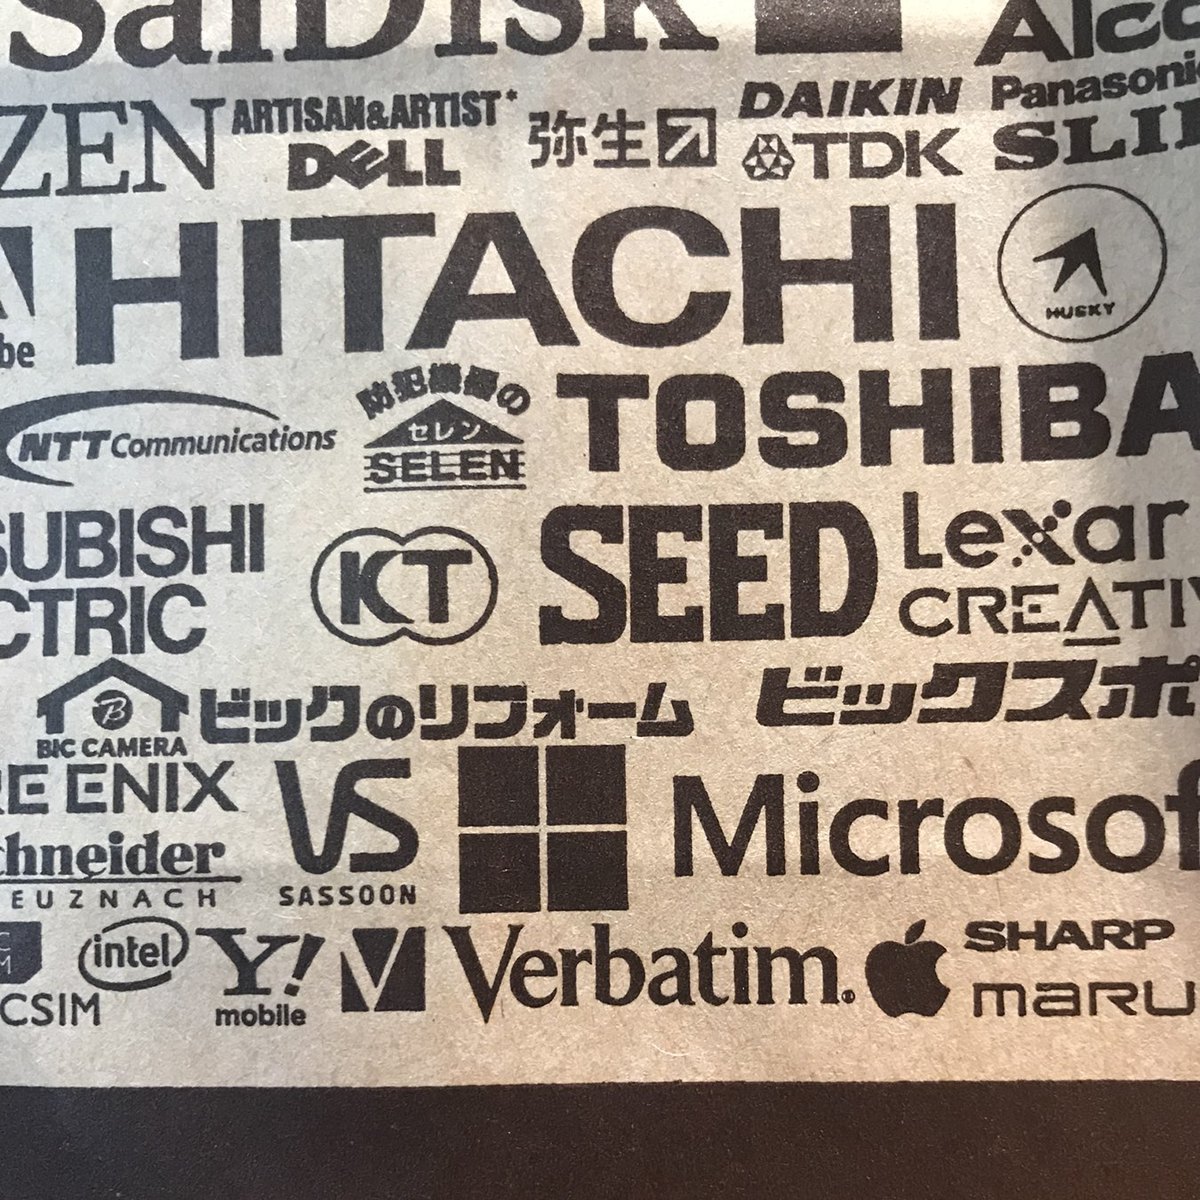 SanDisk
Alco
ZEN
ARTISAN&ARTIST*
DELL
弥生
DAIKIN
TDK
Panasoni
SLI
be
HITACHI
HUSKY
NTT Communications
防犯機器の
セレン
SELEN
TOSHIBA
SUBISHI
CTRIC
KT
SEED
Lexar
CREATIV
BIC CAMERA
ビックのリフォーム
ビックスポ
RE ENIX
chneider
EUZNACH
VS
SASSOON
Microsof
C
M
CSIM
intel
Y!
mobile
V
Verbatim.
SHARP
maRU